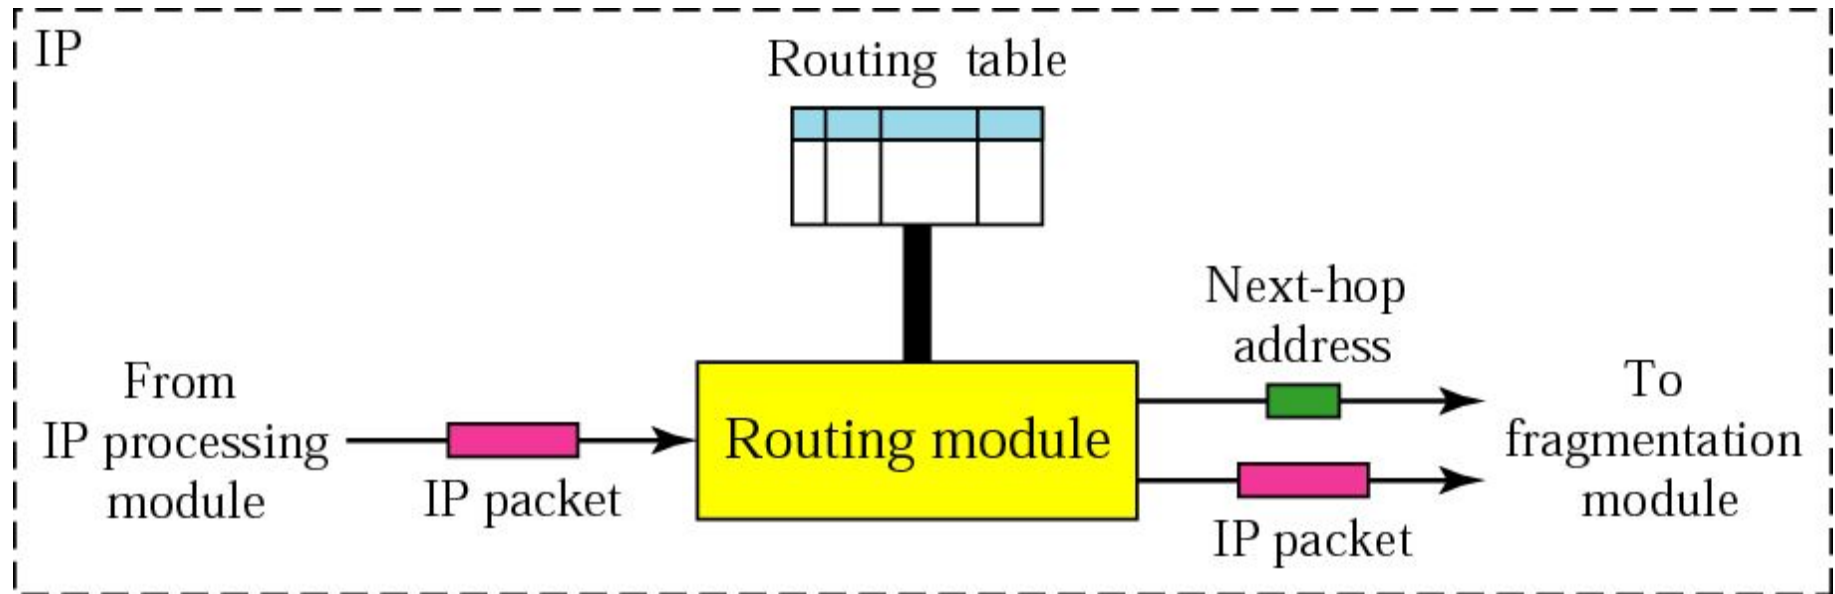 IP
Routing table
From
IP processing
module
IP packet
Routing module
Next-hop
address
IP packet
To
fragmentation
module